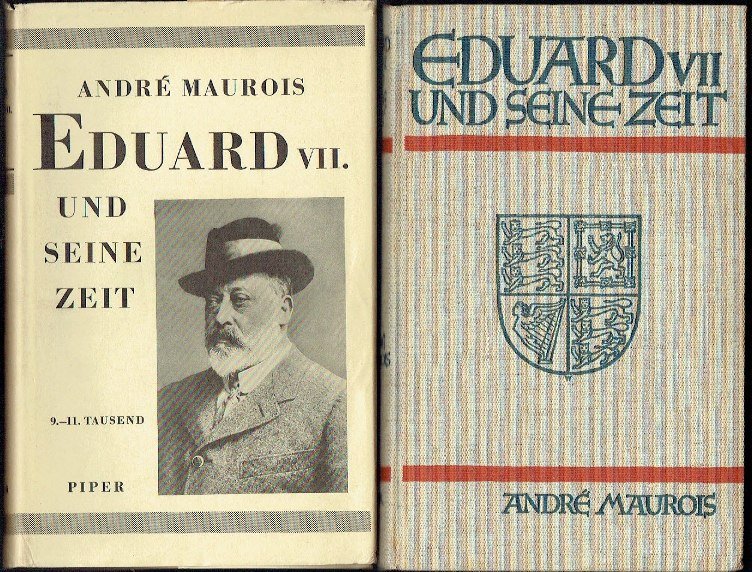 ANDRÉ MAUROIS
EDUARD VII.
UND
SEINE
ZEIT
9.–11. TAUSEND
PIPER
EDUARD VII
UND SEINE ZEIT
W
ANDRÉ MAUROIS